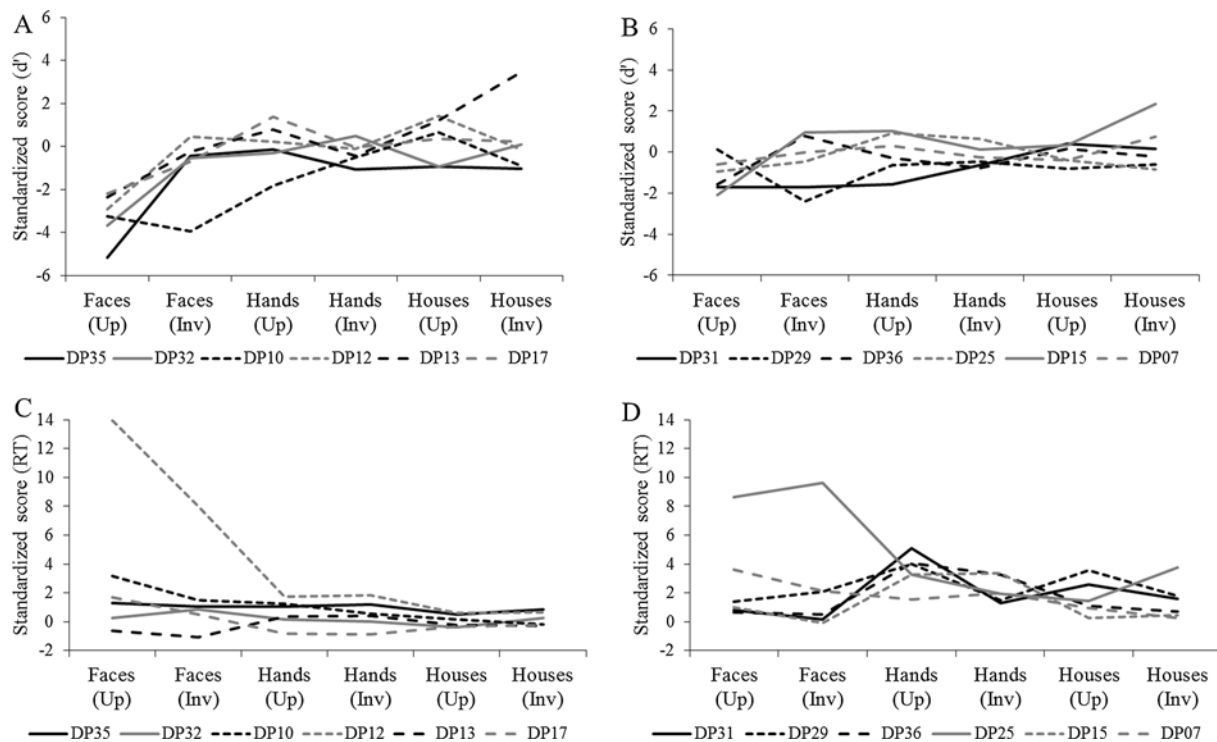 A
6
4
2
0
-2
-4
-6
Standardized score (d')
Faces (Up)
Faces (Inv)
Hands (Up)
Hands (Inv)
Houses (Up)
Houses (Inv)
DP35 DP32 DP10 DP12 DP13 DP17
B
6
4
2
0
-2
-4
-6
Standardized score (d')
Faces (Up)
Faces (Inv)
Hands (Up)
Hands (Inv)
Houses (Up)
Houses (Inv)
DP31 DP29 DP36 DP25 DP15 DP07
C
14
12
10
8
6
4
2
0
-2
Standardized score (RT)
Faces (Up)
Faces (Inv)
Hands (Up)
Hands (Inv)
Houses (Up)
Houses (Inv)
DP35 DP32 DP10 DP12 DP13 DP17
D
14
12
10
8
6
4
2
0
-2
Standardized score (RT)
Faces (Up)
Faces (Inv)
Hands (Up)
Hands (Inv)
Houses (Up)
Houses (Inv)
DP31 DP29 DP36 DP25 DP15 DP07